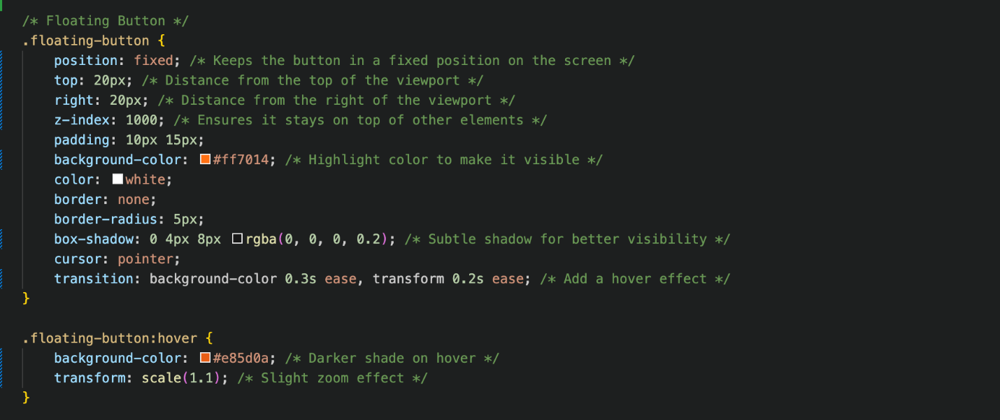 /* Floating Button */
.floating-button {
    position: fixed; /* Keeps the button in a fixed position on the screen */
    top: 20px; /* Distance from the top of the viewport */
    right: 20px; /* Distance from the right of the viewport */
    z-index: 1000; /* Ensures it stays on top of other elements */
    padding: 10px 15px;
    background-color: #ff7014; /* Highlight color to make it visible */
    color: white;
    border: none;
    border-radius: 5px;
    box-shadow: 0 4px 8px rgba(0, 0, 0, 0.2); /* Subtle shadow for better visibility */
    cursor: pointer;
    transition: background-color 0.3s ease, transform 0.2s ease; /* Add a hover effect */
}

.floating-button:hover {
    background-color: #e85d0a; /* Darker shade on hover */
    transform: scale(1.1); /* Slight zoom effect */
}